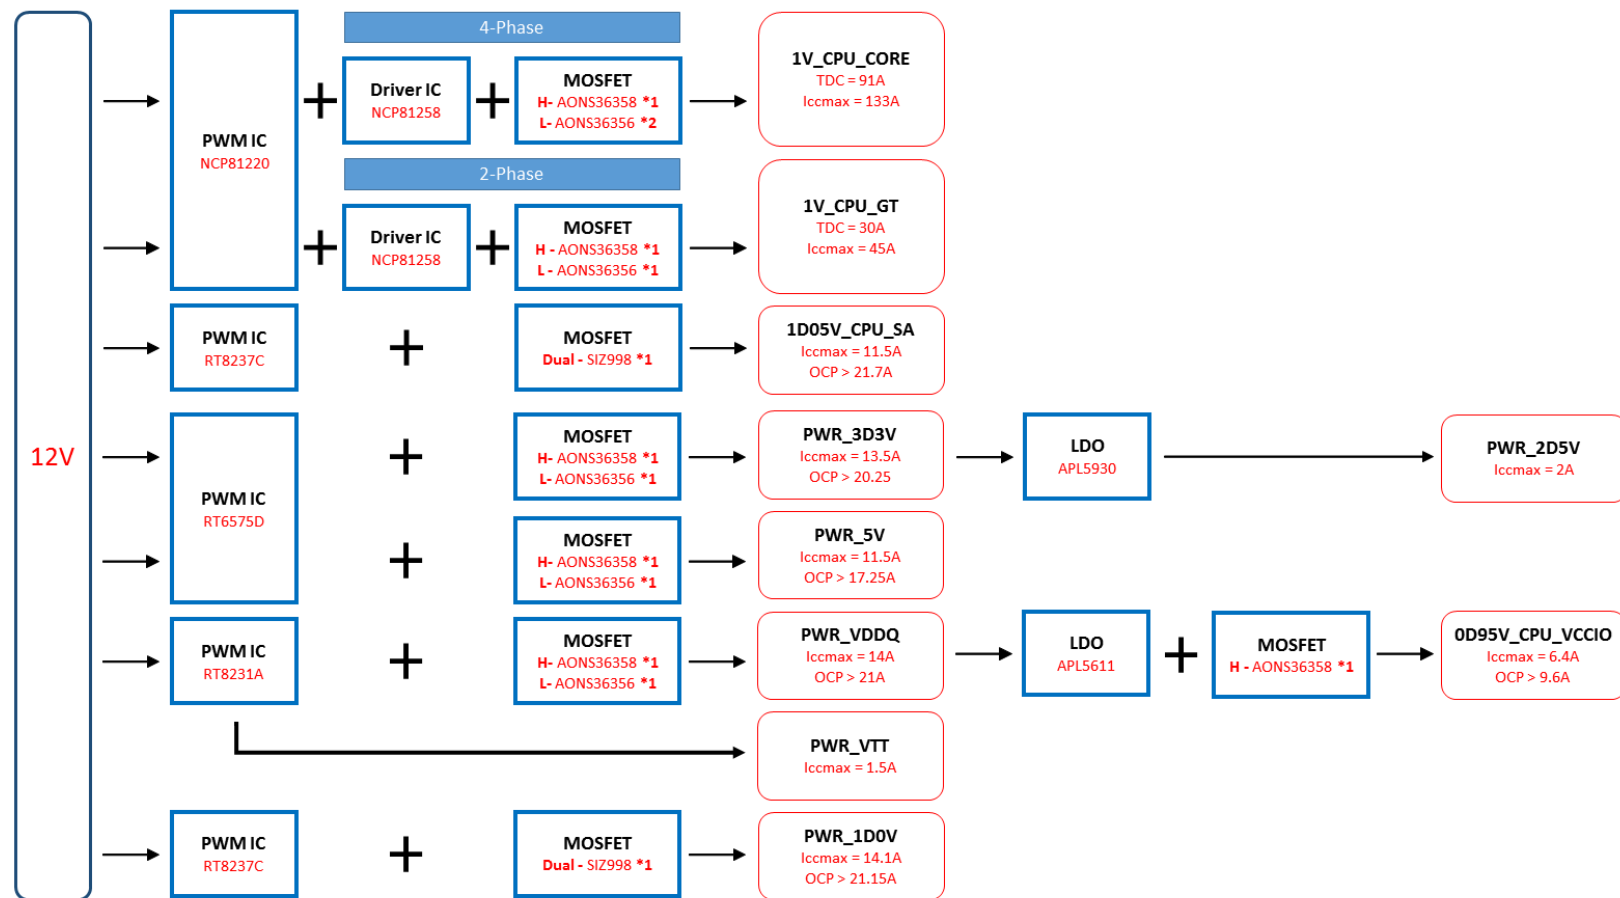 12V
4-Phase
PWM IC
NCP81220
Driver IC
NCP81258
MOSFET
H- AONS36358 *1
L- AONS36356 *2
1V_CPU_CORE
TDC = 91A
Iccmax = 133A
2-Phase
Driver IC
NCP81258
MOSFET
H - AONS36358 *1
L - AONS36356 *1
1V_CPU_GT
TDC = 30A
Iccmax = 45A
PWM IC
RT8237C
MOSFET
Dual - SIZ998 *1
1D05V_CPU_SA
Iccmax = 11.5A
OCP > 21.7A
PWM IC
RT6575D
MOSFET
H- AONS36358 *1
L- AONS36356 *1
PWR_3D3V
Iccmax = 13.5A
OCP > 20.25
LDO
APL5930
PWR_2D5V
Iccmax = 2A
MOSFET
H- AONS36358 *1
L- AONS36356 *1
PWR_5V
Iccmax = 11.5A
OCP > 17.25A
PWM IC
RT8231A
MOSFET
H- AONS36358 *1
L- AONS36356 *1
PWR_VDDQ
Iccmax = 14A
OCP > 21A
LDO
APL5611
MOSFET
H - AONS36358 *1
0D95V_CPU_VCCIO
Iccmax = 6.4A
OCP > 9.6A
PWR_VTT
Iccmax = 1.5A
PWM IC
RT8237C
MOSFET
Dual - SIZ998 *1
PWR_1D0V
Iccmax = 14.1A
OCP > 21.15A